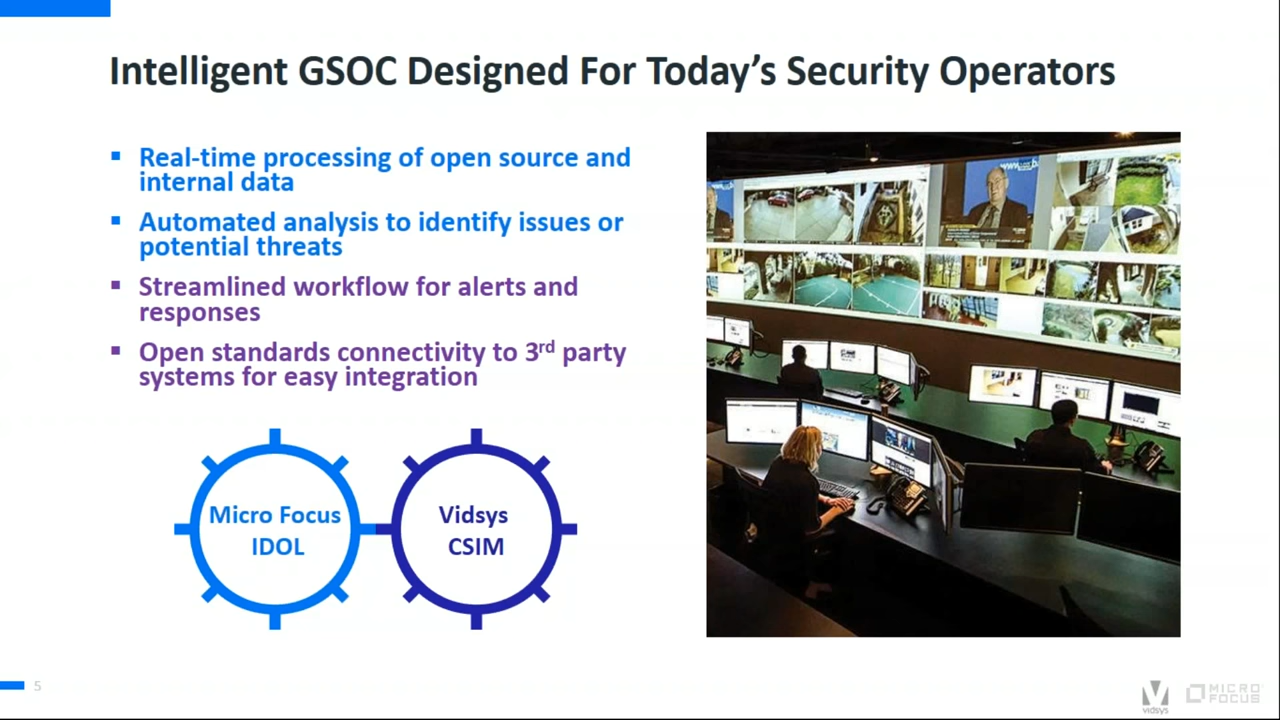 Intelligent GSOC Designed For Today’s Security Operators
▪ Real-time processing of open source and
internal data
▪ Automated analysis to identify issues or
potential threats
▪ Streamlined workflow for alerts and
responses
▪ Open standards connectivity to 3rd party
systems for easy integration
Micro Focus
IDOL
Vidsys
CSIM
5
vidsys
MICRO
FOCUS